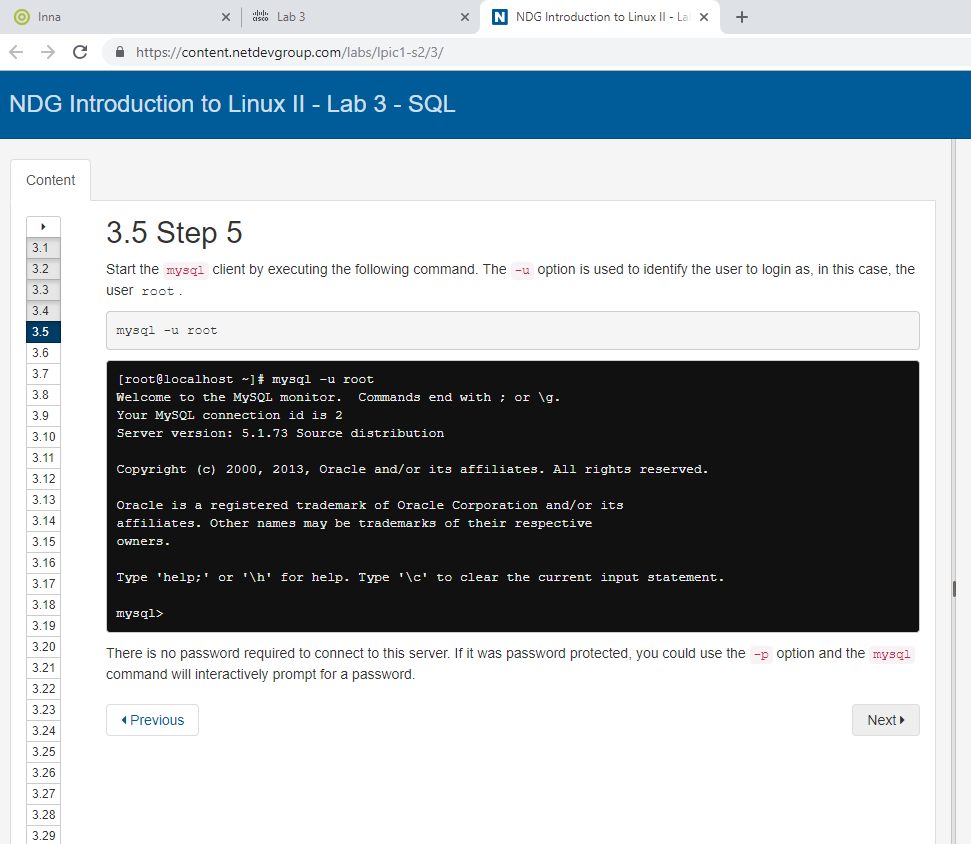 Inna
cisco Lab 3
NDG Introduction to Linux II - La
https://content.netdevgroup.com/labs/lpic1-s2/3/
NDG Introduction to Linux II - Lab 3 - SQL
Content
3.1
3.2
3.3
3.4
3.5
3.6
3.7
3.8
3.9
3.10
3.11
3.12
3.13
3.14
3.15
3.16
3.17
3.18
3.19
3.20
3.21
3.22
3.23
3.24
3.25
3.26
3.27
3.28
3.29
3.5 Step 5
Start the mysql client by executing the following command. The -u option is used to identify the user to login as, in this case, the
user root .
mysql -u root
[root@localhost ~]# mysql -u root
Welcome to the MySQL monitor.  Commands end with ; or \g.
Your MySQL connection id is 2
Server version: 5.1.73 Source distribution
Copyright (c) 2000, 2013, Oracle and/or its affiliates. All rights reserved.
Oracle is a registered trademark of Oracle Corporation and/or its
affiliates. Other names may be trademarks of their respective
owners.
Type 'help;' or '\h' for help. Type '\c' to clear the current input statement.
mysql>
There is no password required to connect to this server. If it was password protected, you could use the -p option and the mysql
command will interactively prompt for a password.
Previous
Next